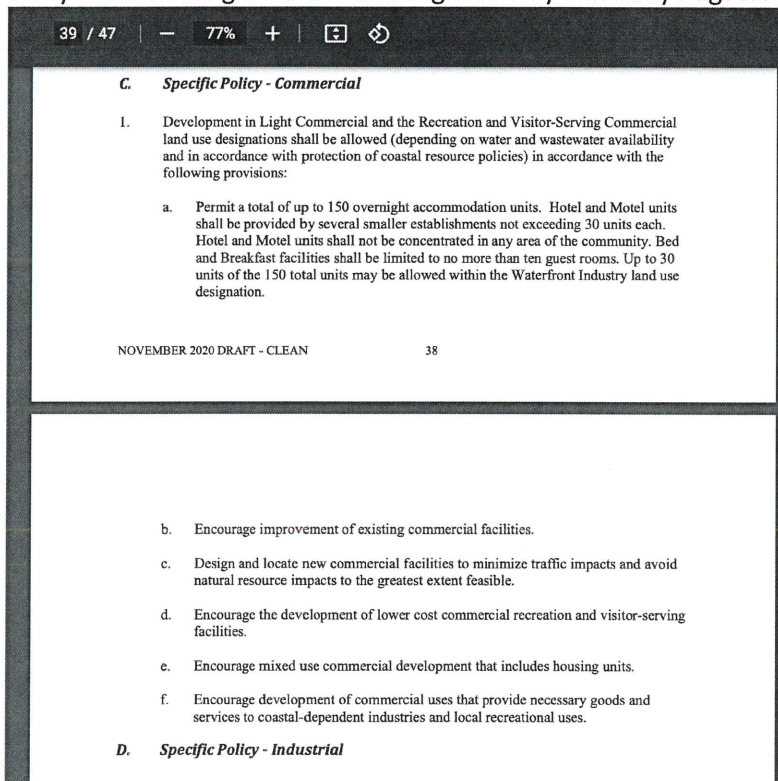 39 / 47 | — 77% + |
C. Specific Policy - Commercial
1. Development in Light Commercial and the Recreation and Visitor-Serving Commercial
land use designations shall be allowed (depending on water and wastewater availability
and in accordance with protection of coastal resource policies) in accordance with the
following provisions:
a. Permit a total of up to 150 overnight accommodation units. Hotel and Motel units
shall be provided by several smaller establishments not exceeding 30 units each.
Hotel and Motel units shall not be concentrated in any area of the community. Bed
and Breakfast facilities shall be limited to no more than ten guest rooms. Up to 30
units of the 150 total units may be allowed within the Waterfront Industry land use
designation.
NOVEMBER 2020 DRAFT - CLEAN 38
b. Encourage improvement of existing commercial facilities.
c. Design and locate new commercial facilities to minimize traffic impacts and avoid
natural resource impacts to the greatest extent feasible.
d. Encourage the development of lower cost commercial recreation and visitor-serving
facilities.
e. Encourage mixed use commercial development that includes housing units.
f. Encourage development of commercial uses that provide necessary goods and
services to coastal-dependent industries and local recreational uses.
D. Specific Policy - Industrial